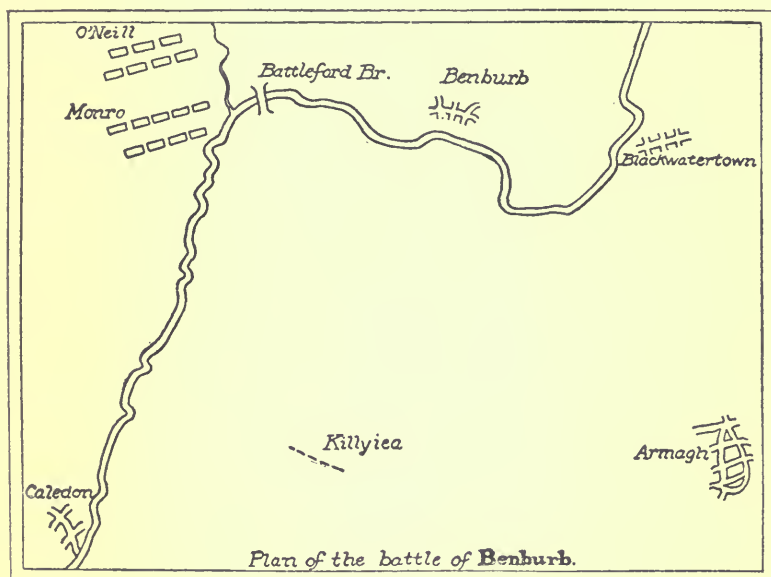 O'Neill
Battleford Br.
Benburb
Monro
Blackwatertown
Killyiea
Armagh
Caledon
Plan of the battle of Benburb.